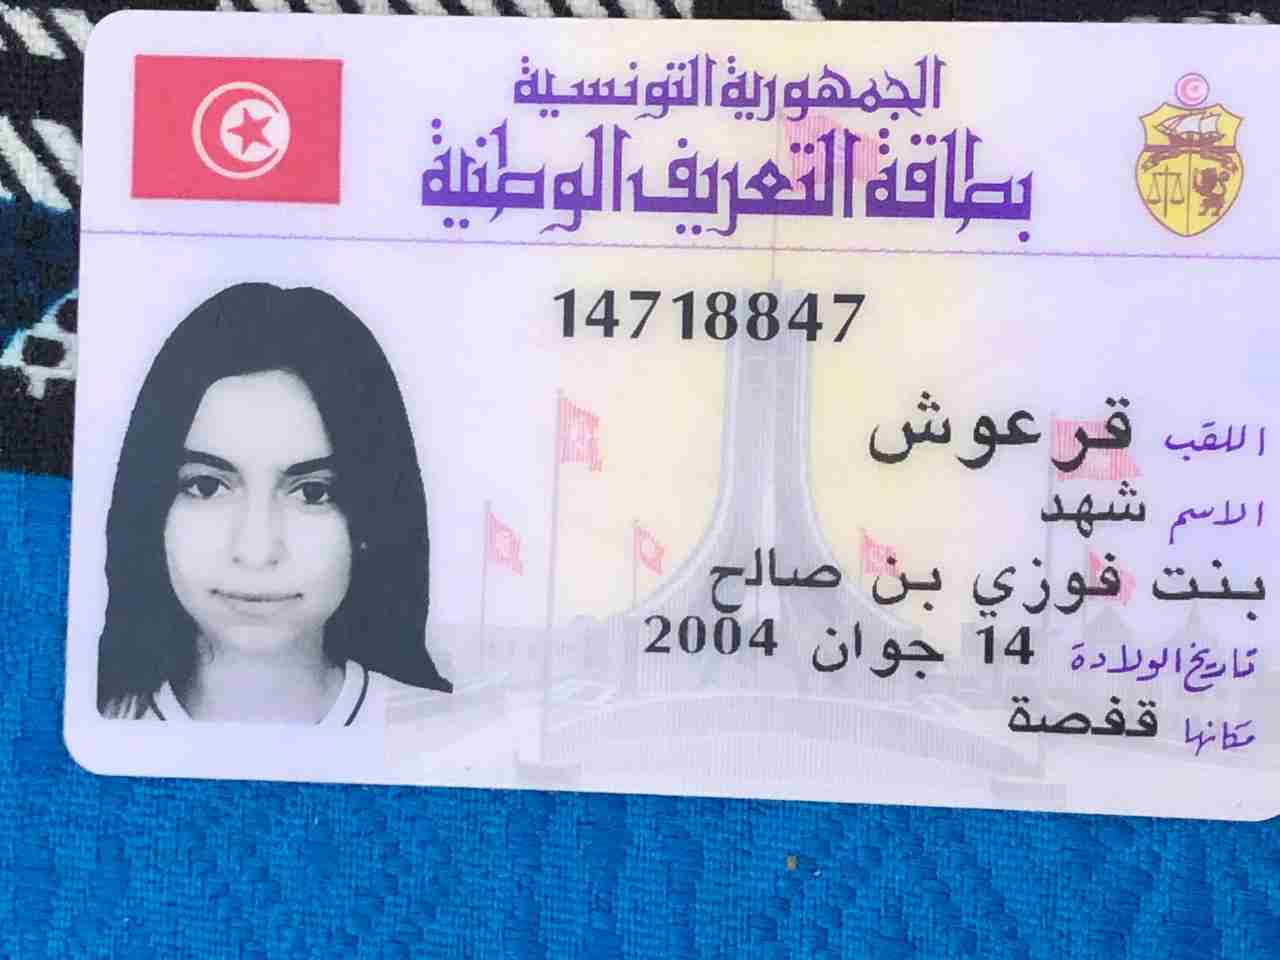 الجمهورية التونسية
بطاقة التعريف الوطنية
14718847
اللقب قرعوش
الاسم شهد
بنت فوزي بن صالح
تاريخ الولادة 14 جوان 2004
مكانها قفصة